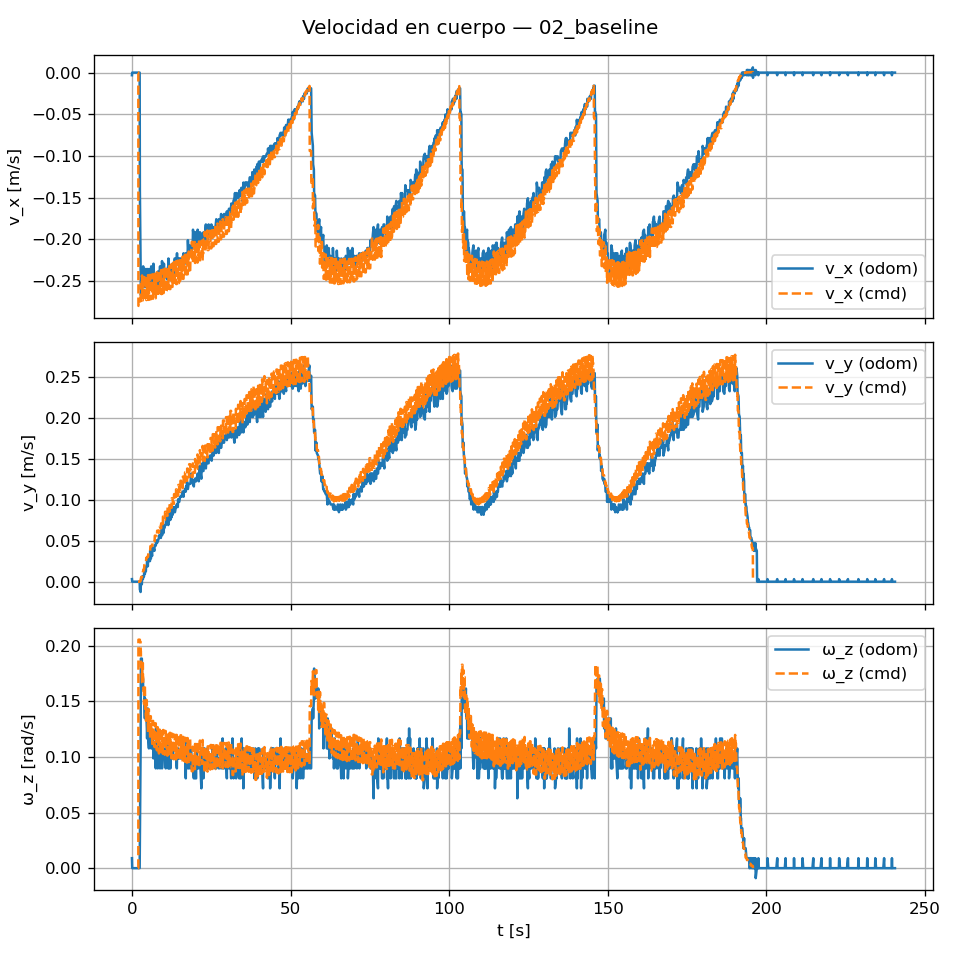 Velocidad en cuerpo — 02_baseline
0.00
−0.05
−0.10
−0.15
−0.20
−0.25
v_x [m/s]
v_x (odom)
v_x (cmd)
0.25
0.20
0.15
0.10
0.05
0.00
v_y [m/s]
v_y (odom)
v_y (cmd)
0.20
0.15
0.10
0.05
0.00
ω_z [rad/s]
ω_z (odom)
ω_z (cmd)
0
50
100
150
200
250
t [s]